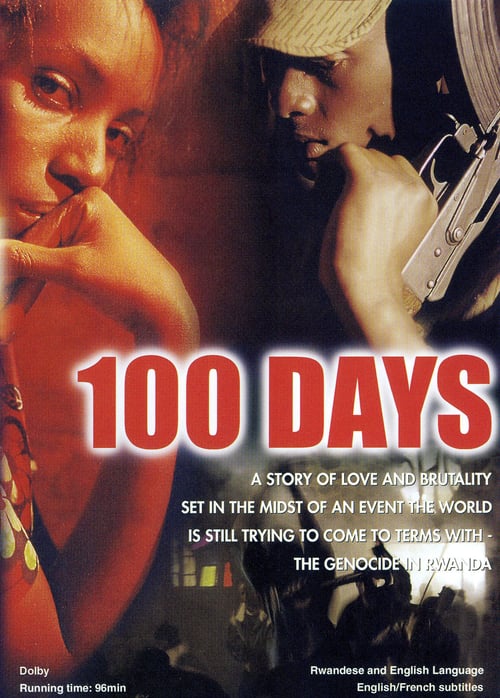 100 DAYS
A STORY OF LOVE AND BRUTALITY
SET IN THE MIDST OF AN EVENT THE WORLD
IS STILL TRYING TO COME TO TERMS WITH -
THE GENOCIDE IN RWANDA
Dolby
Running time: 96min
Rwandese and English Language
English/French subtitles